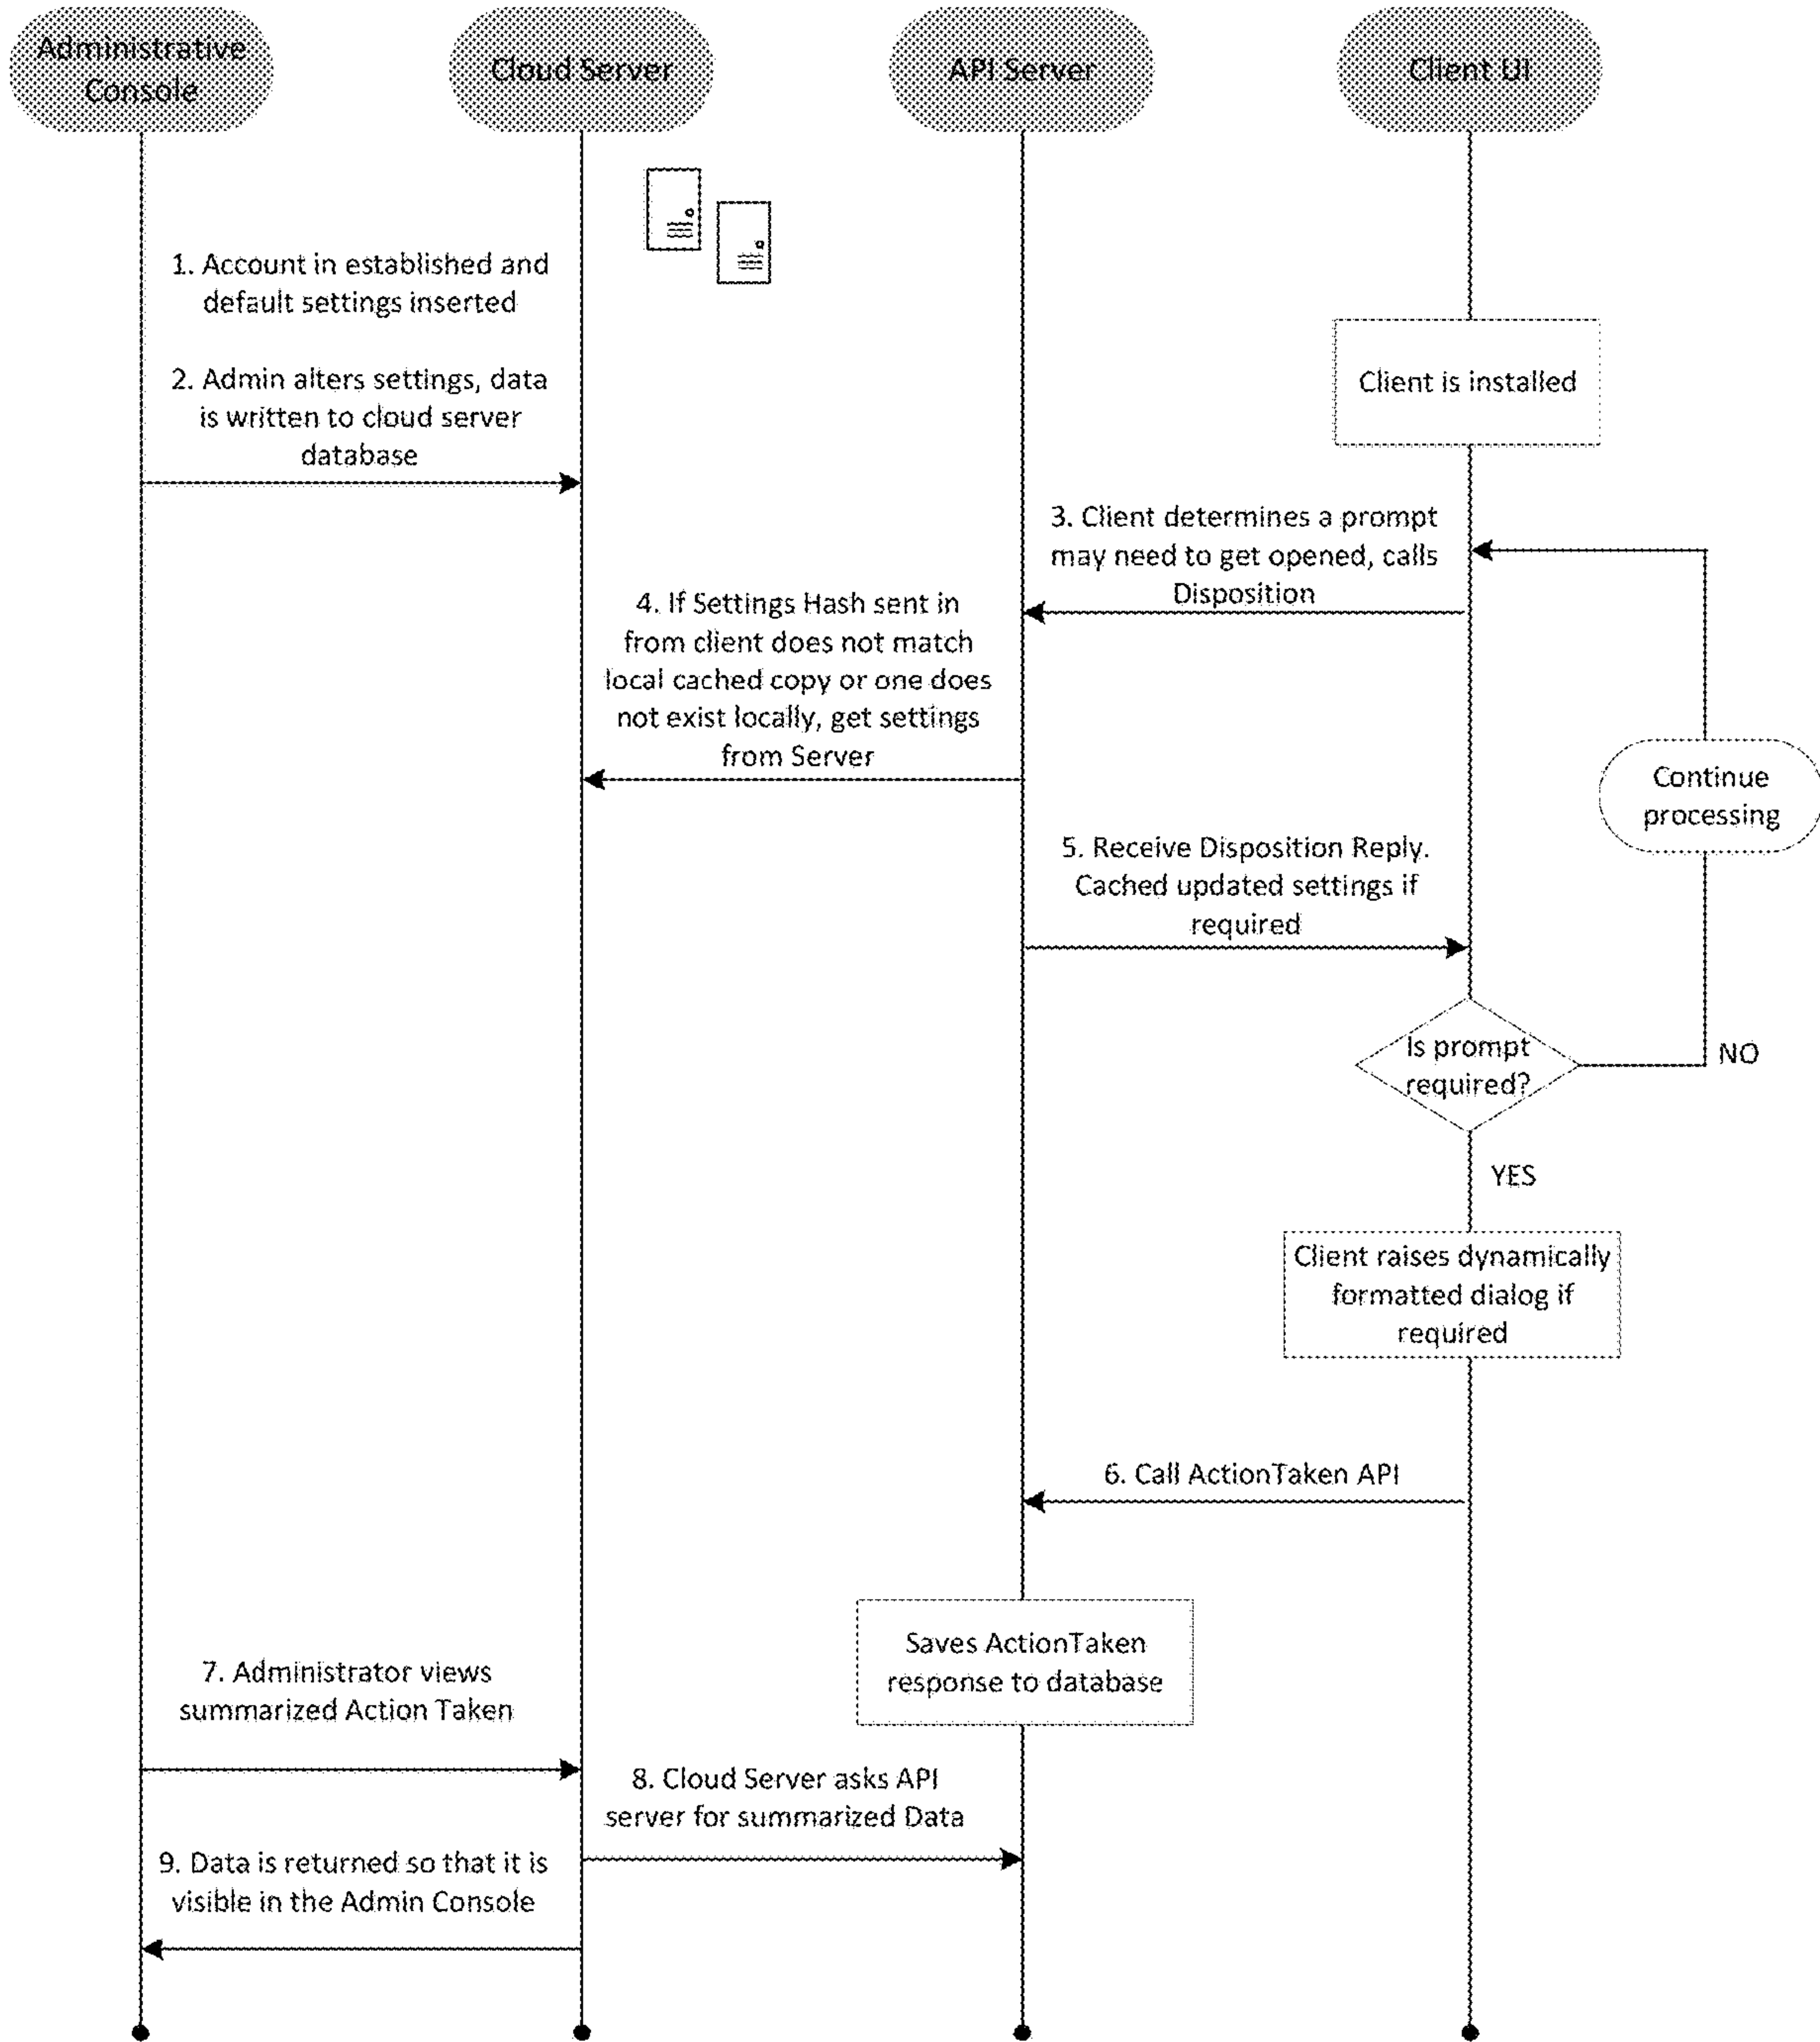 Administrative
Console
Cloud Server
API Server
Client UI
1. Account in established and
default settings inserted
2. Admin alters settings, data
is written to cloud server
database
Client is installed
3. Client determines a prompt
may need to get opened, calls
Disposition
4. If Settings Hash sent in
from client does not match
local cached copy or one does
not exist locally, get settings
from Server
Continue
processing
5. Receive Disposition Reply.
Cached updated settings if
required
Is prompt
required?
NO
YES
Client raises dynamically
formatted dialog if
required
6. Call ActionTaken API
Saves ActionTaken
response to database
7. Administrator views
summarized Action Taken
8. Cloud Server asks API
server for summarized Data
9. Data is returned so that it is
visible in the Admin Console